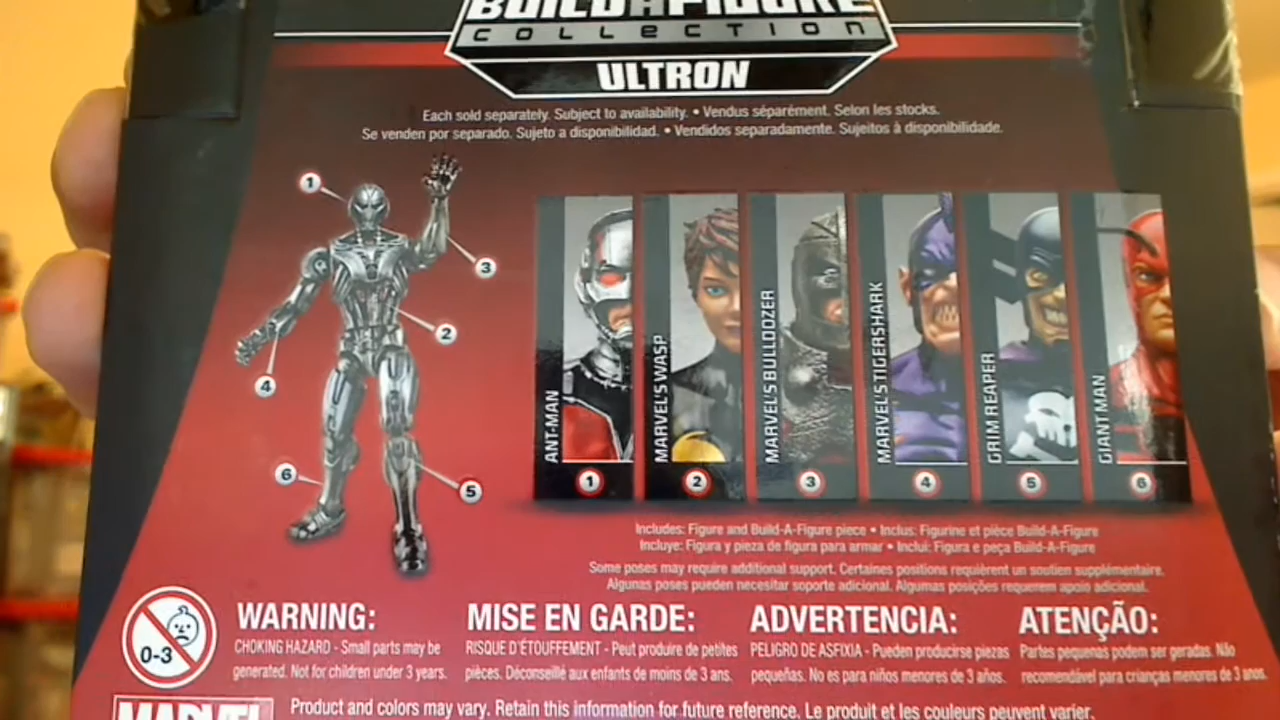 BUILD A FIGURE
COLLECTION
ULTRON
Each sold separately. Subject to availability. • Vendus séparément. Selon les stocks.
Se venden por separado. Sujeto a disponibilidad. • Vendidos separadamente. Sujeitos à disponibilidade.
1
3
2
4
6
5
ANT-MAN
1
MARVEL'S WASP
2
MARVEL'S BULLDOZER
3
MARVEL'S TIGERSHARK
4
GRIM REAPER
5
GIANT MAN
6
Includes: Figure and Build-A-Figure piece • Inclus: Figurine et pièce Build-A-Figure
Incluye: Figura y pieza de figura para armar • Inclui: Figura e peça Build-A-Figure
Some poses may require additional support. Certaines positions requièrent un soutien supplémentaire.
Algunas poses pueden necesitar soporte adicional. Algumas posições requerem apoio adicional.
0-3
WARNING:
CHOKING HAZARD - Small parts may be
generated. Not for children under 3 years.
MISE EN GARDE:
RISQUE D'ÉTOUFFEMENT - Peut produire de petites
pièces. Déconseillé aux enfants de moins de 3 ans.
ADVERTENCIA:
PELIGRO DE ASFIXIA - Pueden producirse piezas
pequeñas. No es para niños menores de 3 años.
ATENÇÃO:
Partes pequenas podem ser geradas. Não
recomendável para crianças menores de 3 anos.
MARVEL
Product and colors may vary. Retain this information for future reference. Le produit et les couleurs peuvent varier.